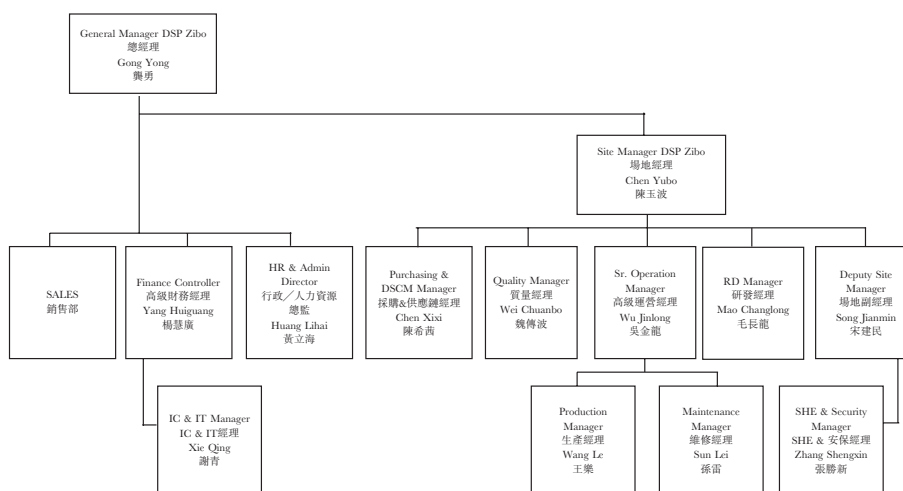 General Manager DSP Zibo
總經理
Gong Yong
龔勇
Site Manager DSP Zibo
場地經理
Chen Yubo
陳玉波
SALES
銷售部
Finance Controller
高級財務經理
Yang Huiguang
楊慧廣
HR & Admin
Director
行政／人力資源
總監
Huang Lihai
黃立海
Purchasing &
DSCM Manager
採購&供應鏈經理
Chen Xixi
陳希茜
Quality Manager
質量經理
Wei Chuanbo
魏傳波
Sr. Operation
Manager
高級運營經理
Wu Jinlong
吳金龍
RD Manager
研發經理
Mao Changlong
毛長龍
Deputy Site
Manager
場地副經理
Song Jianmin
宋建民
IC & IT Manager
IC & IT經理
Xie Qing
謝青
Production
Manager
生產經理
Wang Le
王樂
Maintenance
Manager
維修經理
Sun Lei
孫雷
SHE & Security
Manager
SHE & 安保經理
Zhang Shengxin
張勝新